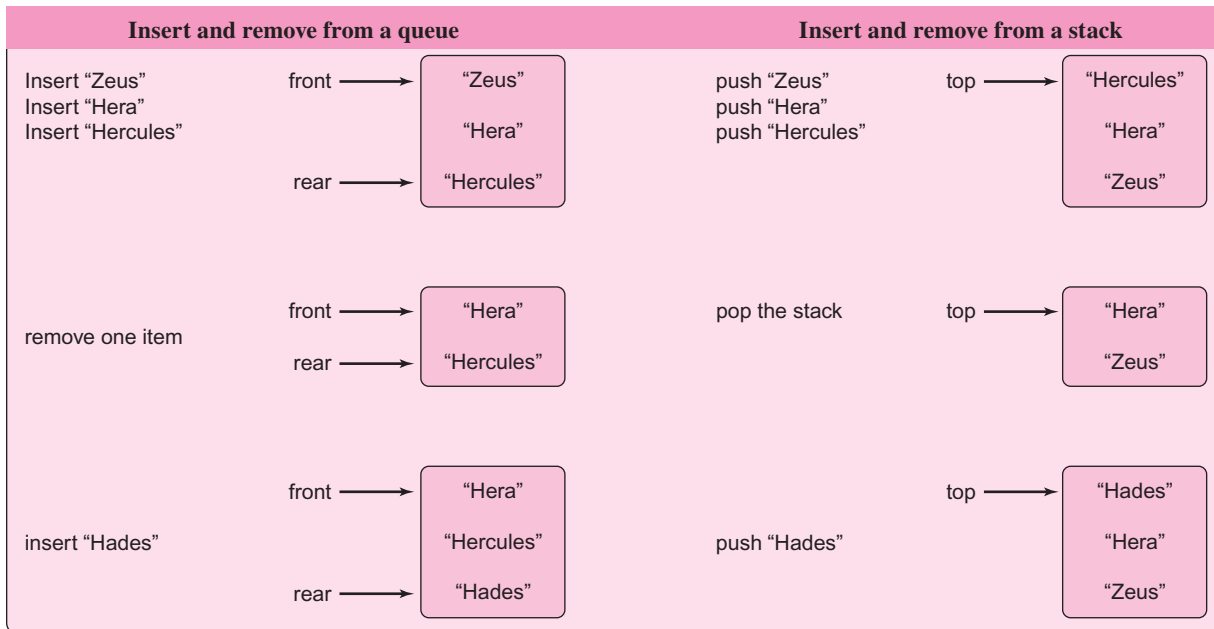 Insert and remove from a queue
Insert and remove from a stack
Insert “Zeus”
Insert “Hera”
Insert “Hercules”
front
“Zeus”
“Hera”
rear
“Hercules”
push “Zeus”
push “Hera”
push “Hercules”
top
“Hercules”
“Hera”
“Zeus”
remove one item
front
“Hera”
rear
“Hercules”
pop the stack
top
“Hera”
“Zeus”
insert “Hades”
front
“Hera”
“Hercules”
rear
“Hades”
push “Hades”
top
“Hades”
“Hera”
“Zeus”